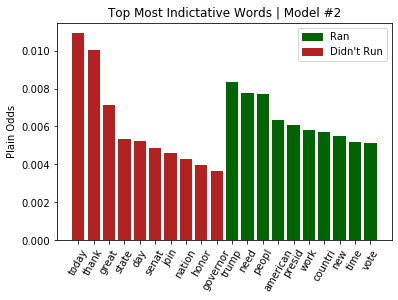 Top Most Indictative Words | Model #2
Ran
Didn't Run
Plain Odds
0.010
0.008
0.006
0.004
0.002
0.000
today
thank
great
state
day
senat
join
nation
honor
governor
trump
need
peopl
american
presid
work
countri
new
time
vote